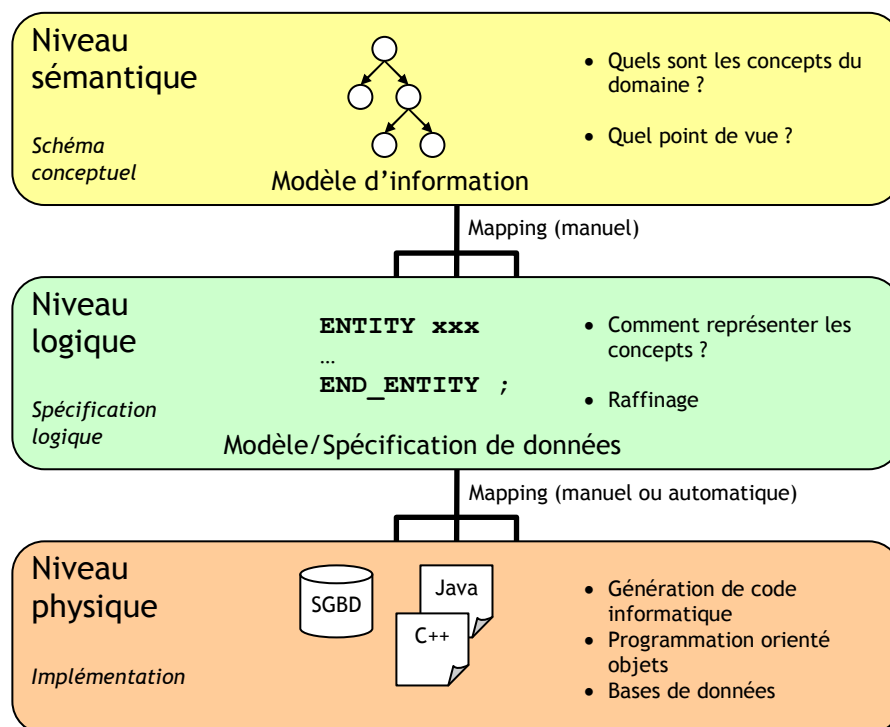 Niveau
sémantique
Schéma
conceptuel
Modèle d'information
• Quels sont les concepts du
domaine ?
• Quel point de vue ?
Mapping (manuel)
Niveau
logique
Spécification
logique
ENTITY xxx
…
END_ENTITY ;
Modèle/Spécification de données
• Comment représenter les
concepts ?
• Raffinage
Mapping (manuel ou automatique)
Niveau
physique
Implémentation
SGBD
Java
C++
• Génération de code
informatique
• Programmation orienté
objets
• Bases de données